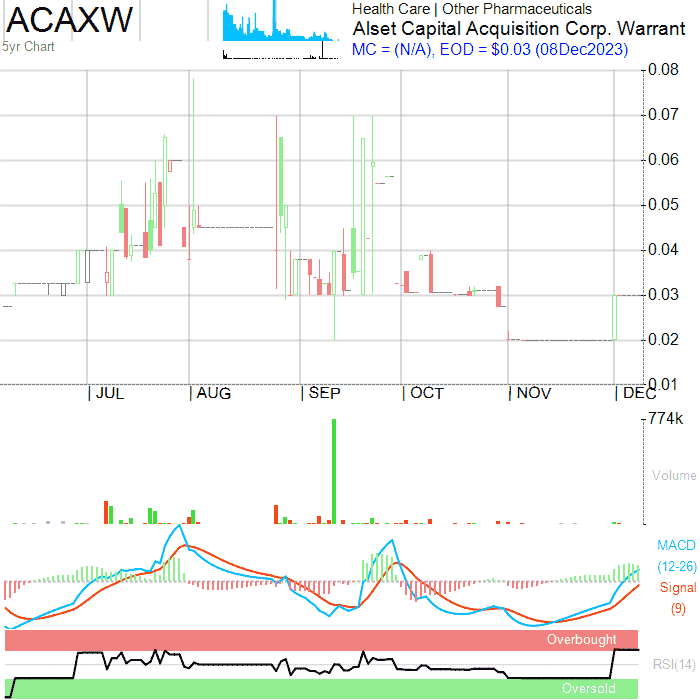 ACAXW
5yr Chart
Health Care | Other Pharmaceuticals
Alset Capital Acquisition Corp. Warrant
MC = (N/A), EOD = $0.03 (08Dec2023)
0.08
0.07
0.06
0.05
0.04
0.03
0.02
0.01
JUL AUG SEP OCT NOV DEC
774k
Volume
MACD
(12-26)
Signal
(9)
Overbought
RSI(14)
Oversold